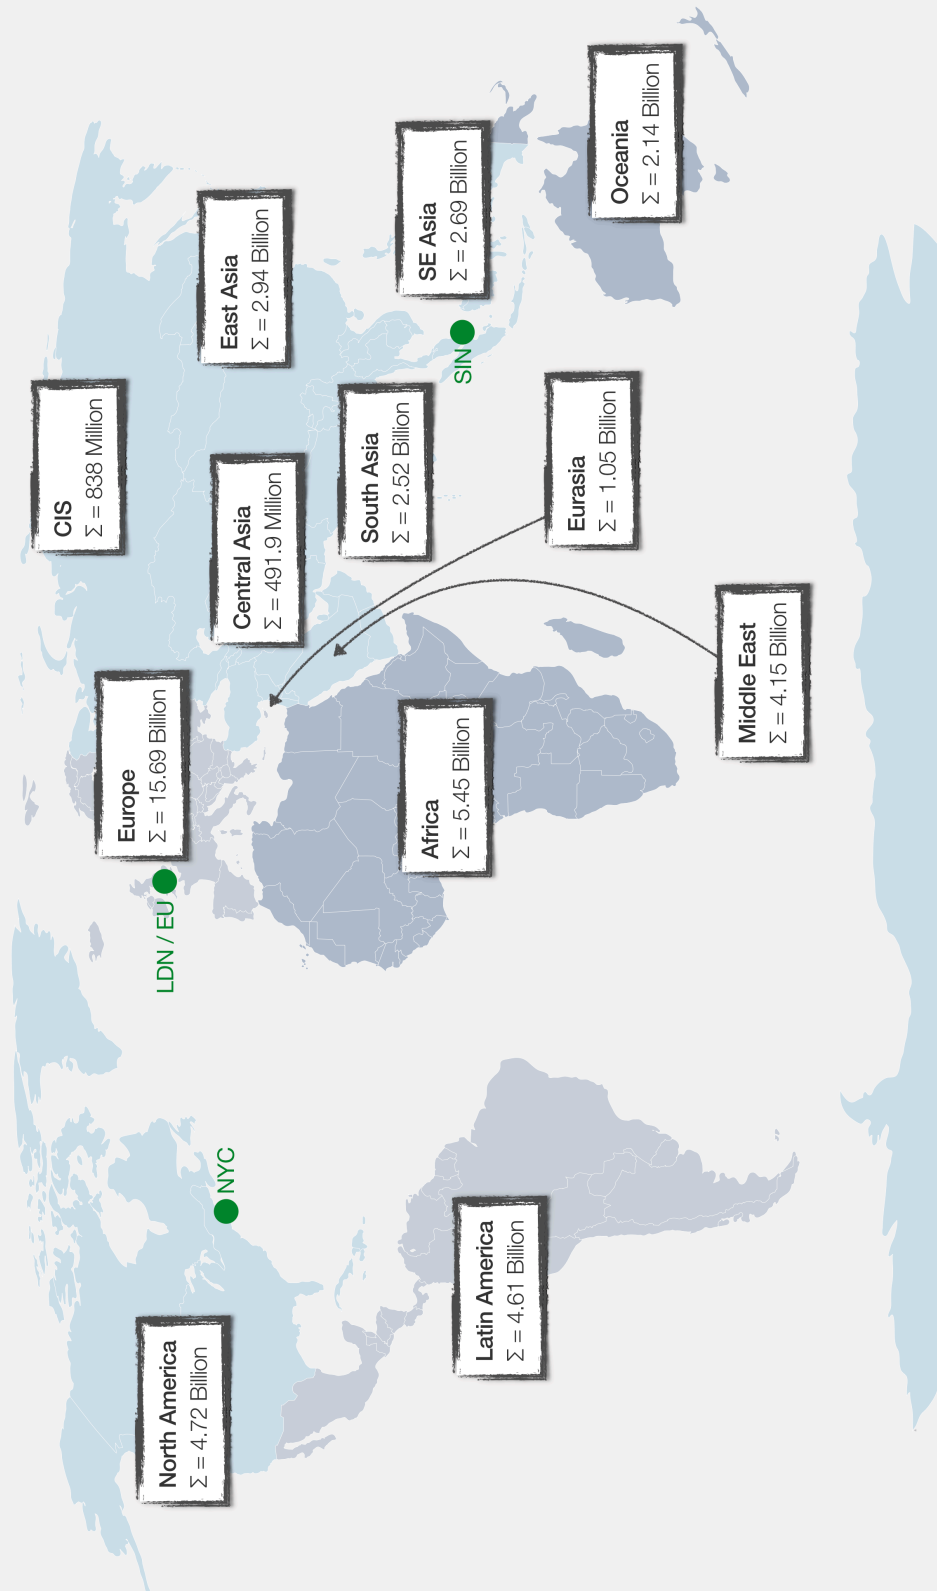 CIS
Σ = 838 Million
Europe
Σ = 15.69 Billion
LDN / EU
North America
Σ = 4.72 Billion
NYC
East Asia
Σ = 2.94 Billion
Central Asia
Σ = 491.9 Million
South Asia
Σ = 2.52 Billion
SE Asia
Σ = 2.69 Billion
SIN
Africa
Σ = 5.45 Billion
Latin America
Σ = 4.61 Billion
Eurasia
Σ = 1.05 Billion
Oceania
Σ = 2.14 Billion
Middle East
Σ = 4.15 Billion